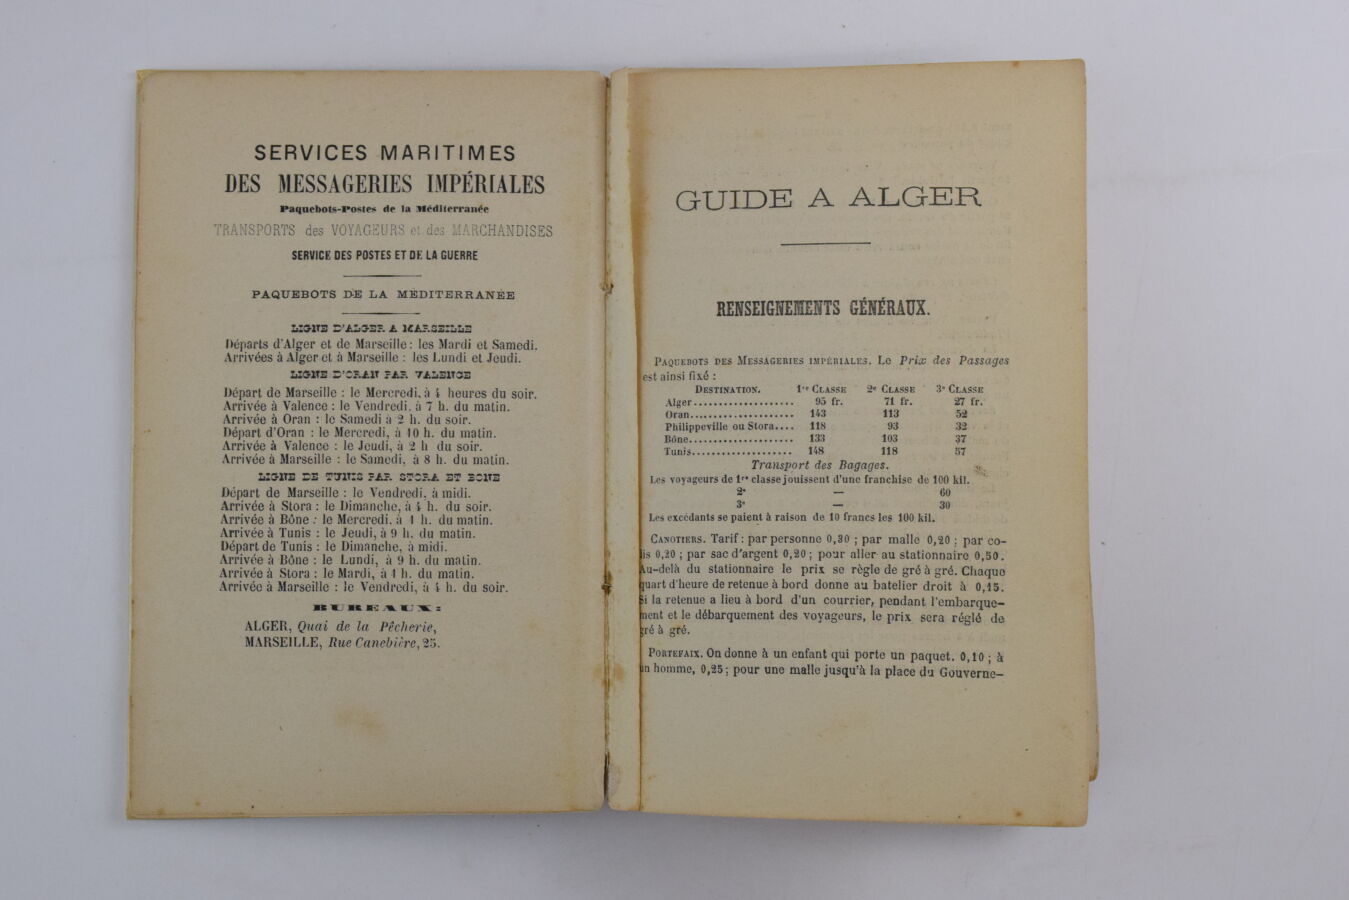 SERVICES MARITIMES
DES MESSAGERIES IMPÉRIALES
Paquebots-Postes de la Méditerranée
TRANSPORTS des VOYAGEURS et des MARCHANDISES
SERVICE DES POSTES ET DE LA GUERRE
PAQUEBOTS DE LA MÉDITERRANÉE
LIGNE D'ALGER A MARSEILLE
Départs d'Alger et de Marseille : les Mardi et Samedi.
Arrivées à Alger et à Marseille : les Lundi et Jeudi.
LIGNE D'ORAN PAR VALENCE
Départ de Marseille : le Mercredi, à 4 heures du soir.
Arrivée à Valence : le Vendredi, à 7 h. du matin.
Arrivée à Oran : le Samedi à 2 h. du soir.
Départ d'Oran : le Mercredi, à 10 h. du matin.
Arrivée à Valence : le Jeudi, à 2 h du soir.
Arrivée à Marseille : le Samedi, à 8 h. du matin.
LIGNE DE TUNIS PAR STORA ET BONE
Départ de Marseille : le Vendredi, à midi.
Arrivée à Stora : le Dimanche, à 4 h. du soir.
Arrivée à Bône : le Mercredi, à 4 h. du matin.
Arrivée à Tunis : le Jeudi, à 9 h. du matin.
Départ de Tunis : le Dimanche, à midi.
Arrivée à Bône : le Lundi, à 9 h. du matin.
Arrivée à Stora : le Mardi, à 4 h. du matin.
Arrivée à Marseille : le Vendredi, à 4 h. du soir.
BUREAUX :
ALGER, Quai de la Pêcherie,
MARSEILLE, Rue Canebière, 25.
GUIDE A ALGER
RENSEIGNEMENTS GÉNÉRAUX.
PAQUEBOTS DES MESSAGERIES IMPÉRIALES. Le Prix des Passages
est ainsi fixé :
DESTINATION. 1re CLASSE 2e CLASSE 3e CLASSE
Alger.................... 95 fr. 71 fr. 27 fr.
Oran..................... 143 113 52
Philippeville ou Stora.... 118 93 32
Bône..................... 133 103 37
Tunis.................... 148 118 57
Transport des Bagages.
Les voyageurs de 1re classe jouissent d'une franchise de 100 kil.
2e — 60
3e — 30
Les excédants se paient à raison de 10 francs les 100 kil.
CANOTIERS. Tarif : par personne 0,30 ; par malle 0,20 ; par co-
lis 0,20 ; par sac d'argent 0,20 ; pour aller au stationnaire 0,50.
Au-delà du stationnaire le prix se règle de gré à gré. Chaque
quart d'heure de retenue à bord donne au batelier droit à 0,15.
Si la retenue a lieu à bord d'un courrier, pendant l'embarque-
ment et le débarquement des voyageurs, le prix sera réglé de
gré à gré.
PORTEFAIX. On donne à un enfant qui porte un paquet. 0,10 ; à
un homme, 0,25 ; pour une malle jusqu'à la place du Gouverne-